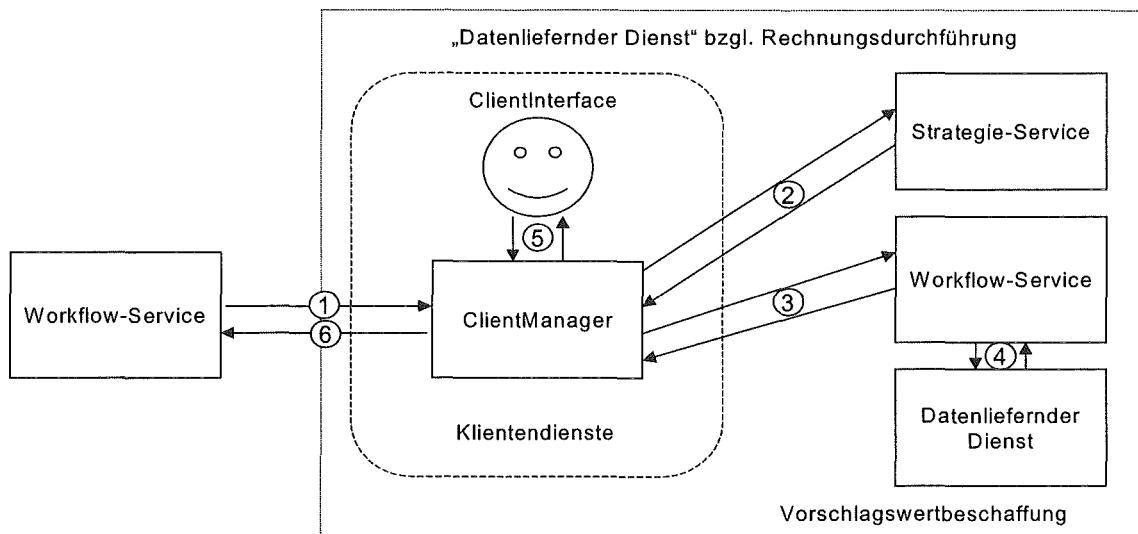 „Datenliefernder Dienst“ bzgl. Rechnungsdurchführung
ClientInterface
Strategie-Service
2
5
Workflow-Service
1
6
ClientManager
3
Workflow-Service
4
Klientendienste
Datenliefernder
Dienst
Vorschlagswertbeschaffung